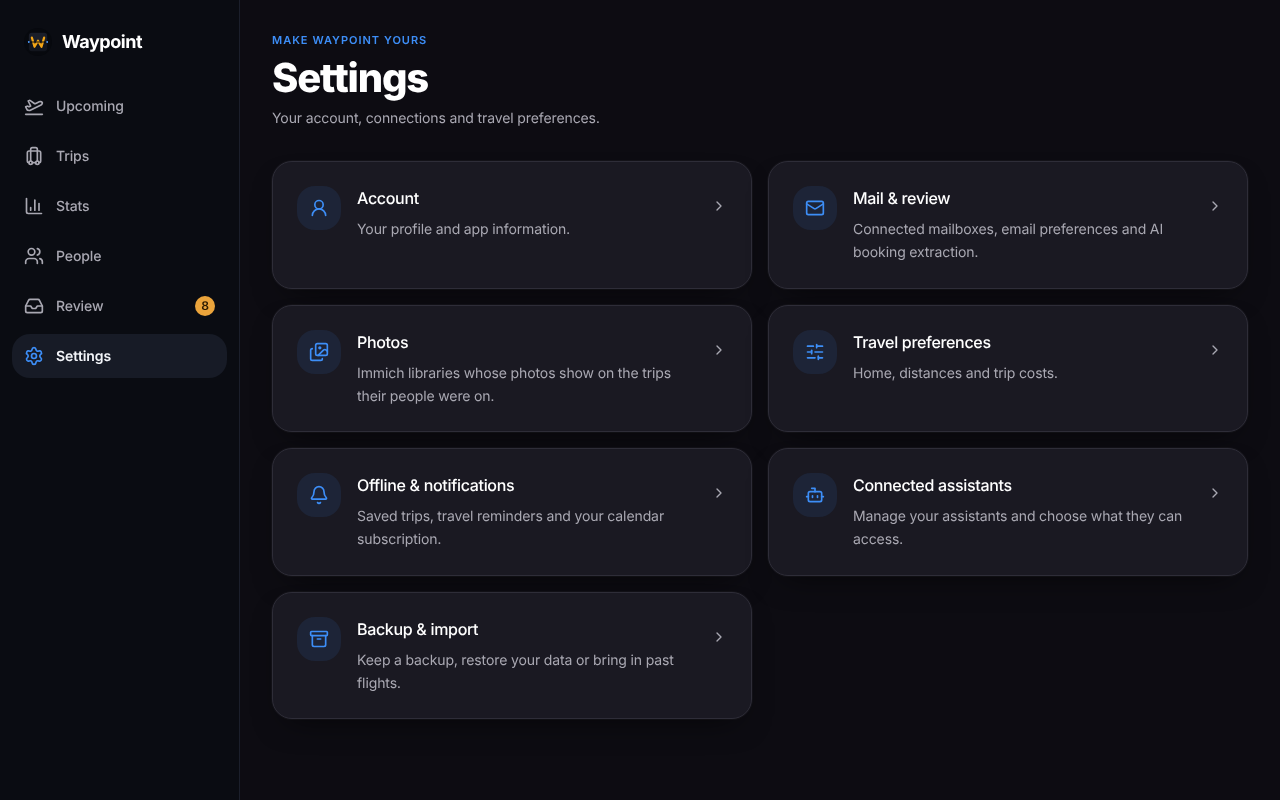 Waypoint
Upcoming
Trips
Stats
People
Review 8
Settings
MAKE WAYPOINT YOURS
Settings
Your account, connections and travel preferences.
Account
Your profile and app information.
Mail & review
Connected mailboxes, email preferences and AI
booking extraction.
Photos
Immich libraries whose photos show on the trips
their people were on.
Travel preferences
Home, distances and trip costs.
Offline & notifications
Saved trips, travel reminders and your calendar
subscription.
Connected assistants
Manage your assistants and choose what they can
access.
Backup & import
Keep a backup, restore your data or bring in past
flights.